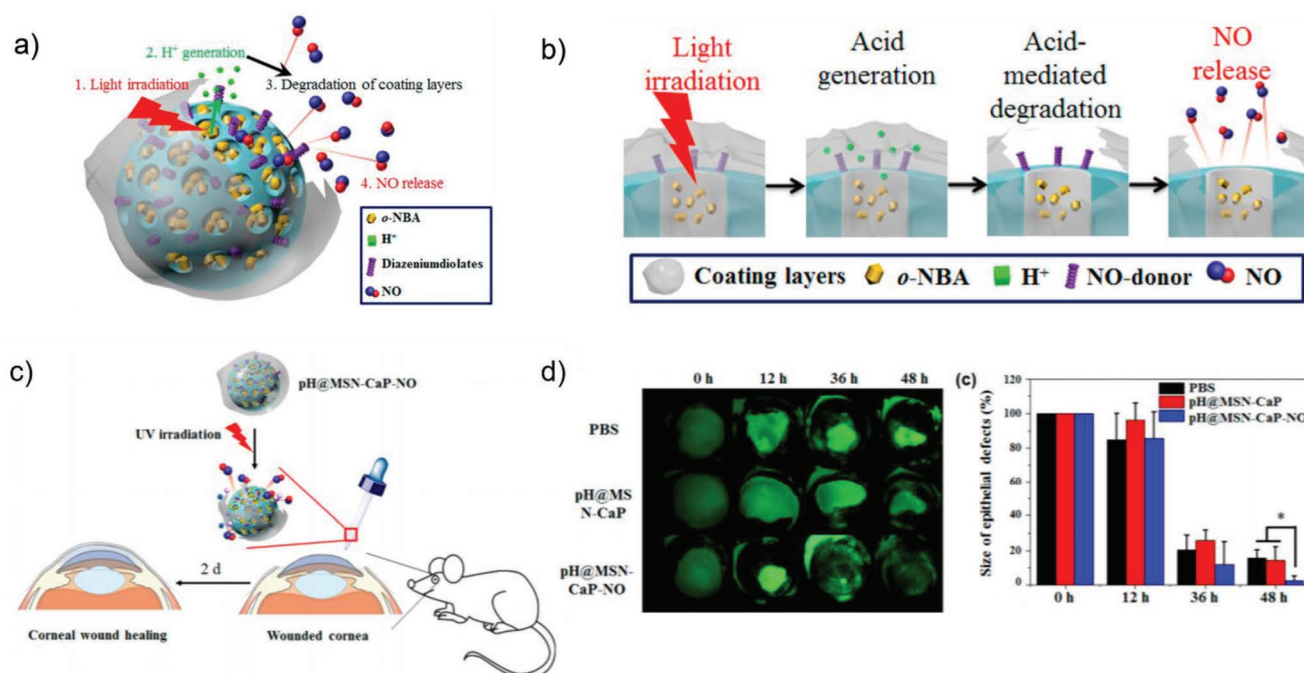 a)
2. H⁺ generation
1. Light irradiation
3. Degradation of coating layers
4. NO release
o-NBA
H⁺
Diazeniumdiolates
NO
b)
Light
irradiation
Acid
generation
Acid-
mediated
degradation
NO
release
Coating layers
o-NBA
H⁺
NO-donor
NO
c)
pH@MSN-CaP-NO
UV irradiation
2 d
Corneal wound healing
Wounded cornea
d)
0 h 12 h 36 h 48 h
PBS
pH@MS
N-CaP
pH@MSN-
CaP-NO
(c)
Size of epithelial defects (%)
120
100
80
60
40
20
0
PBS
pH@MSN-CaP
pH@MSN-CaP-NO
*
0 h 12 h 36 h 48 h